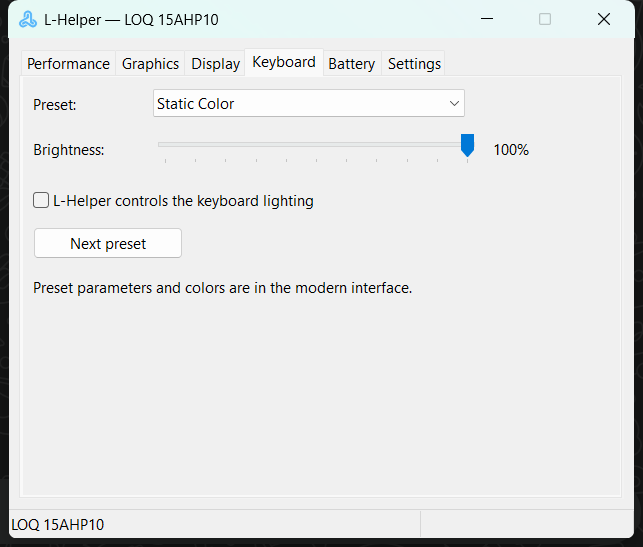 L-Helper — LOQ 15AHP10
Performance Graphics Display Keyboard Battery Settings
Preset: Static Color
Brightness: 100%
L-Helper controls the keyboard lighting
Next preset
Preset parameters and colors are in the modern interface.
LOQ 15AHP10